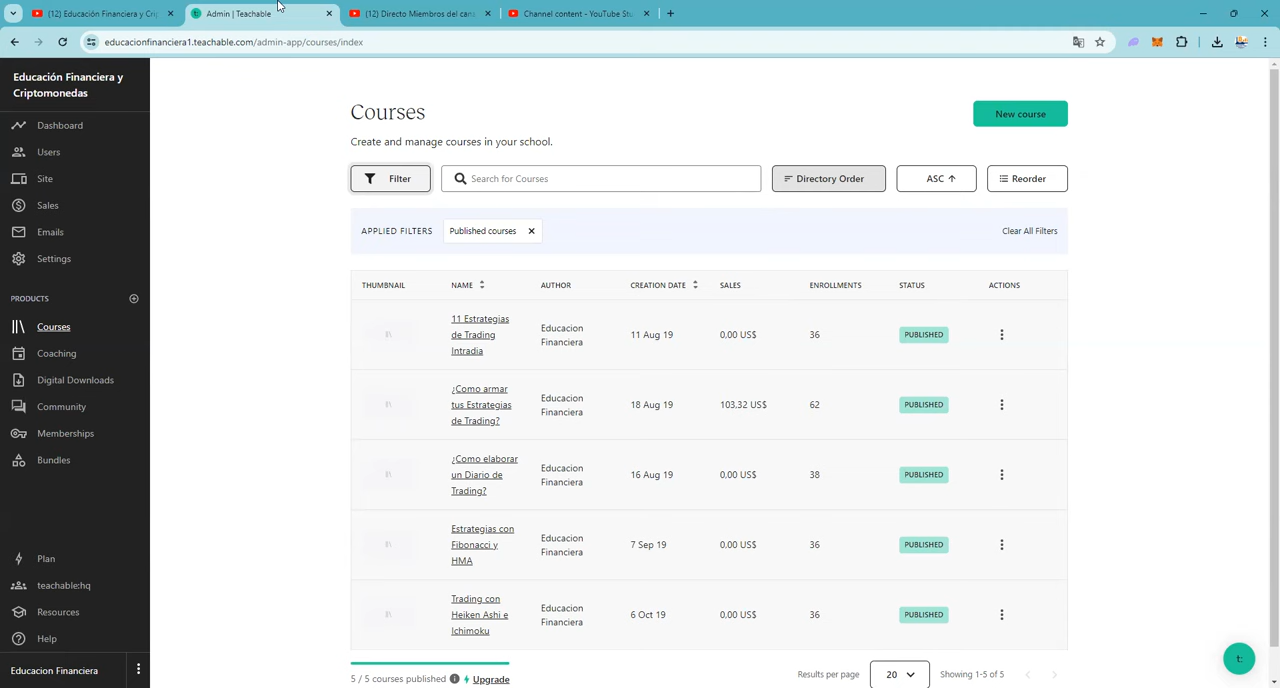 (12) Educación Financiera y Crip
Admin | Teachable
(12) Directo Miembros del cana
Channel content - YouTube Stu
educacionfinanciera1.teachable.com/admin-app/courses/index
Educación Financiera y
Criptomonedas
Dashboard
Users
Site
Sales
Emails
Settings
PRODUCTS
Courses
Coaching
Digital Downloads
Community
Memberships
Bundles
Plan
teachable:hq
Resources
Help
Educacion Financiera
Courses
New course
Create and manage courses in your school.
Filter
Search for Courses
Directory Order
ASC
Reorder
APPLIED FILTERS
Published courses
Clear All Filters
THUMBNAIL NAME AUTHOR CREATION DATE SALES ENROLLMENTS STATUS ACTIONS
11 Estrategias
de Trading
Intradia
Educacion
Financiera
11 Aug 19
0,00 US$
36
PUBLISHED
¿Como armar
tus Estrategias
de Trading?
Educacion
Financiera
18 Aug 19
103,32 US$
62
PUBLISHED
¿Como elaborar
un Diario de
Trading?
Educacion
Financiera
16 Aug 19
0,00 US$
38
PUBLISHED
Estrategias con
Fibonacci y
HMA
Educacion
Financiera
7 Sep 19
0,00 US$
36
PUBLISHED
Trading con
Heiken Ashi e
Ichimoku
Educacion
Financiera
6 Oct 19
0,00 US$
36
PUBLISHED
5 / 5 courses published
Upgrade
Results per page
20
Showing 1-5 of 5
t: